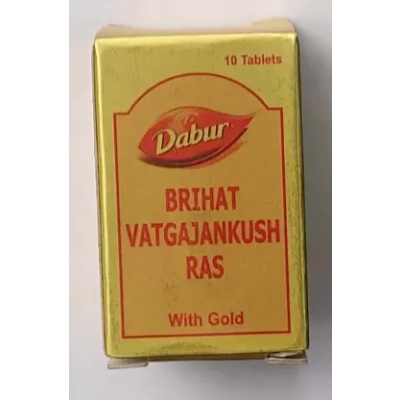 10 Tablets
Dabur
BRIHAT
VATGAJANKUSH
RAS
With Gold